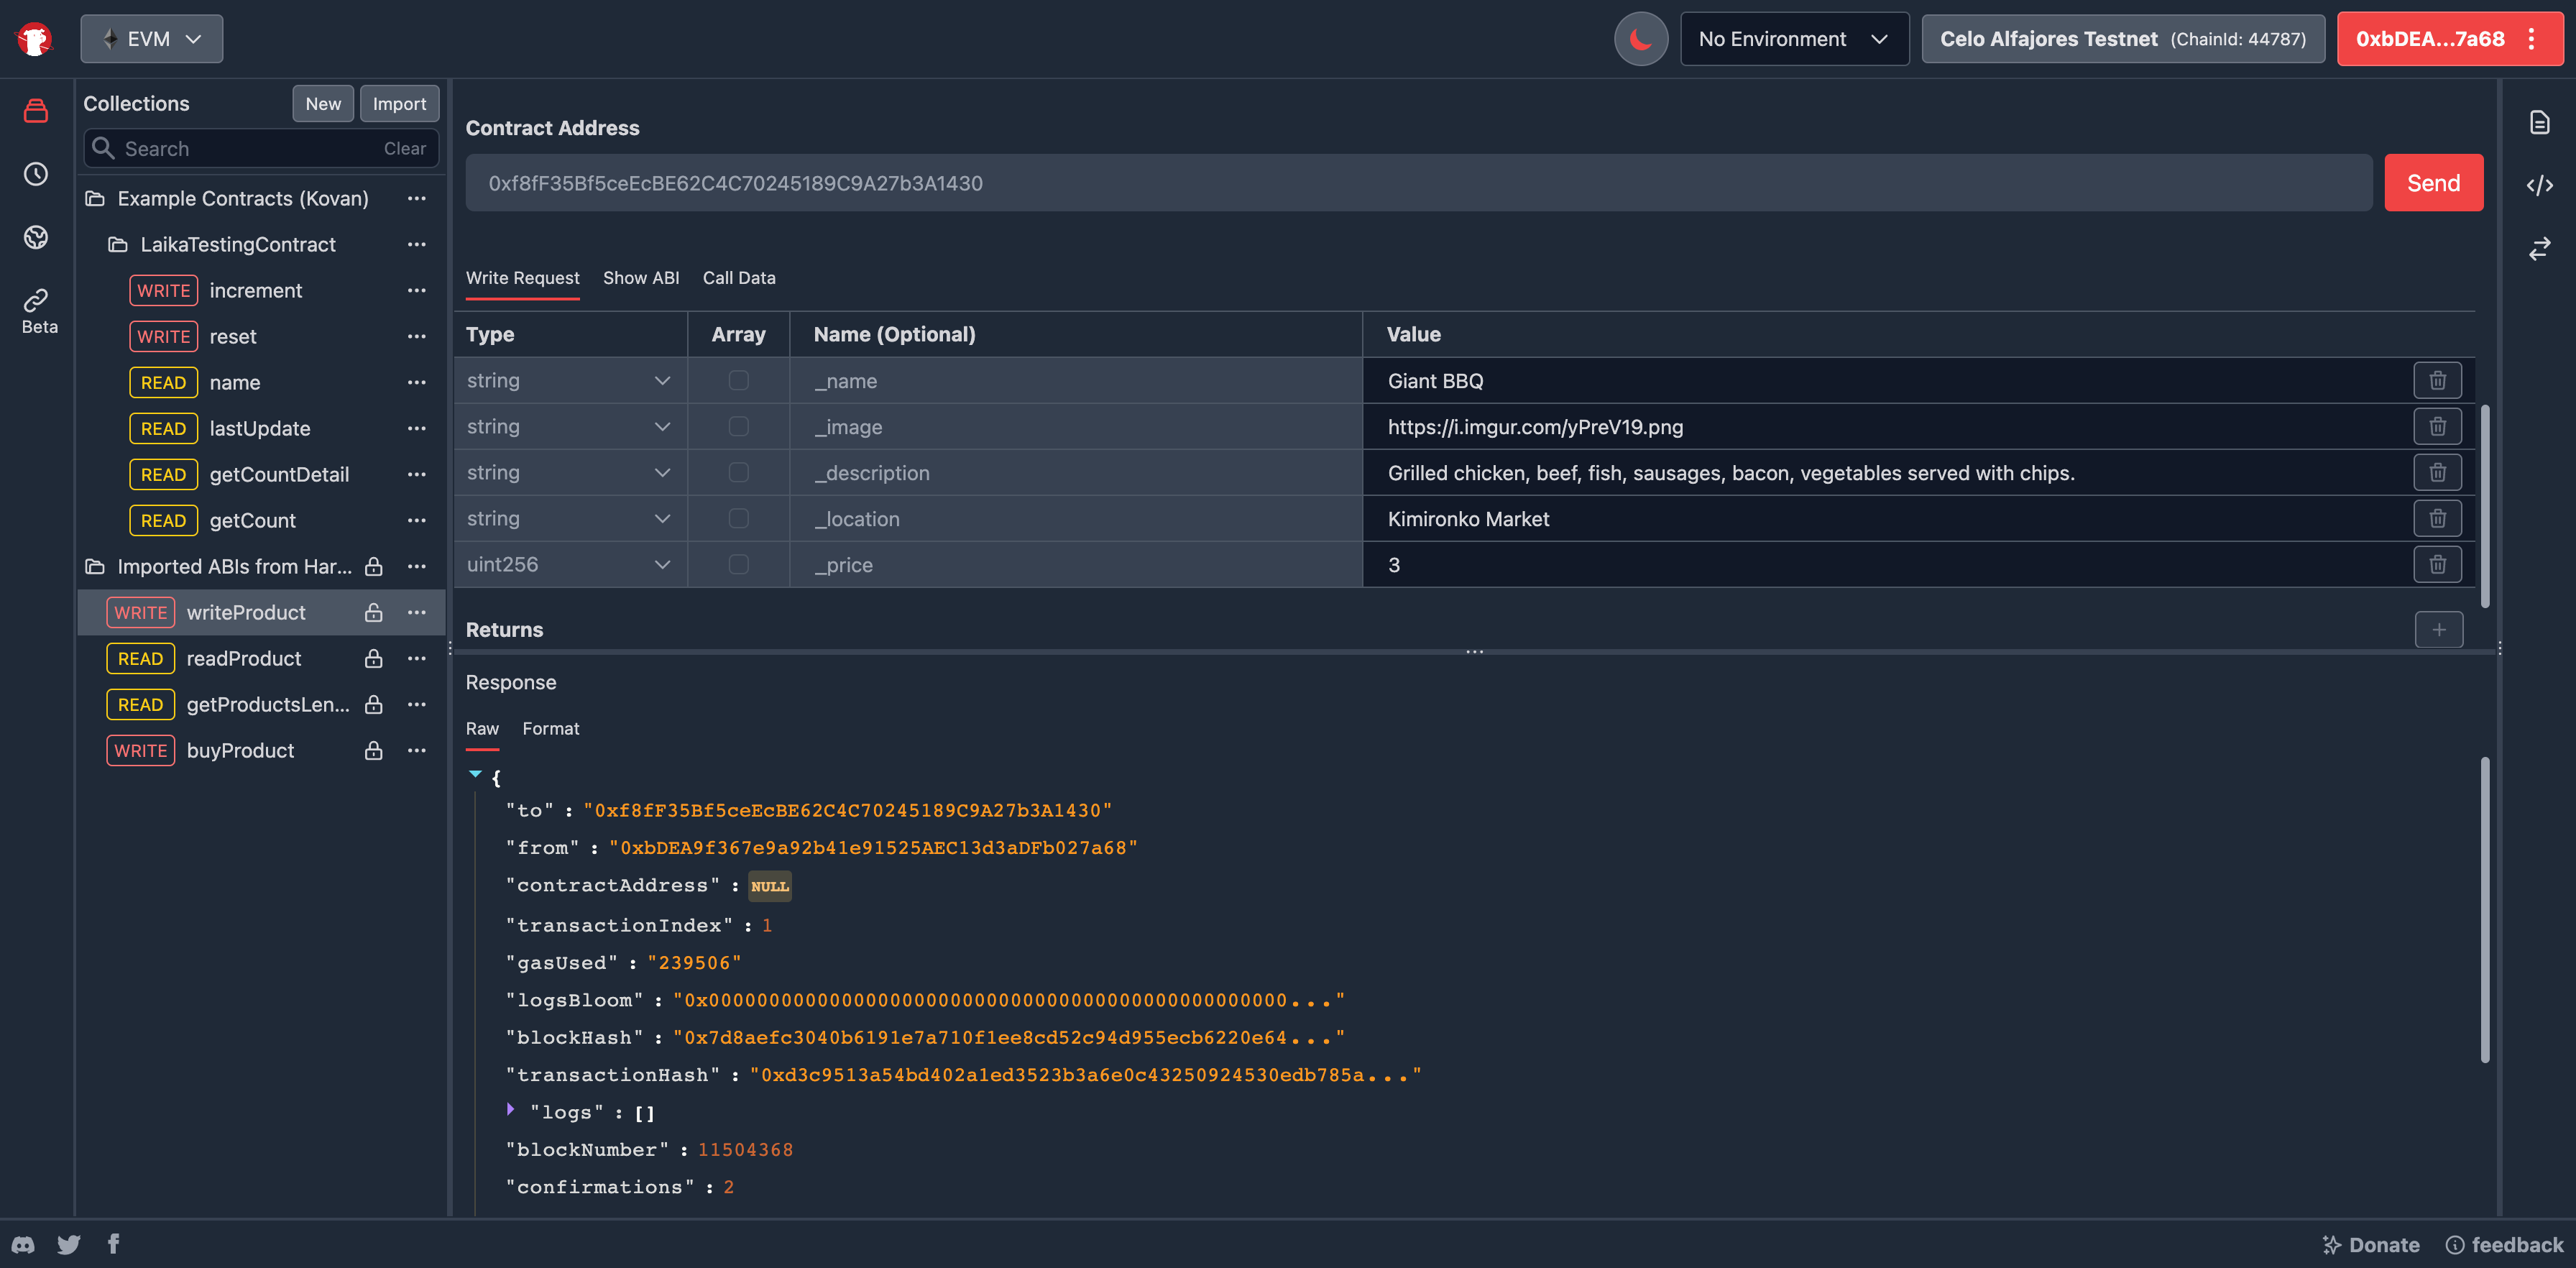 EVM
No Environment
Celo Alfajores Testnet (ChainId: 44787)
0xbDEA...7a68
Collections
New
Import
Search
Clear
Beta
Example Contracts (Kovan)
LaikaTestingContract
WRITE increment
WRITE reset
READ name
READ lastUpdate
READ getCountDetail
READ getCount
Imported ABIs from Har...
WRITE writeProduct
READ readProduct
READ getProductsLen...
WRITE buyProduct
Contract Address
0xf8fF35Bf5ceEcBE62C4C70245189C9A27b3A1430
Send
Write Request Show ABI Call Data
Type Array Name (Optional) Value
string _name Giant BBQ
string _image https://i.imgur.com/yPreV19.png
string _description Grilled chicken, beef, fish, sausages, bacon, vegetables served with chips.
string _location Kimironko Market
uint256 _price 3
Returns
Response
Raw Format
{
"to" : "0xf8fF35Bf5ceEcBE62C4C70245189C9A27b3A1430"
"from" : "0xbDEA9f367e9a92b41e91525AEC13d3aDFb027a68"
"contractAddress" : NULL
"transactionIndex" : 1
"gasUsed" : "239506"
"logsBloom" : "0x000000000000000000000000000000000000000000000..."
"blockHash" : "0x7d8aefc3040b6191e7a710f1ee8cd52c94d955ecb6220e64..."
"transactionHash" : "0xd3c9513a54bd402a1ed3523b3a6e0c43250924530edb785a..."
"logs" : []
"blockNumber" : 11504368
"confirmations" : 2
Donate
feedback